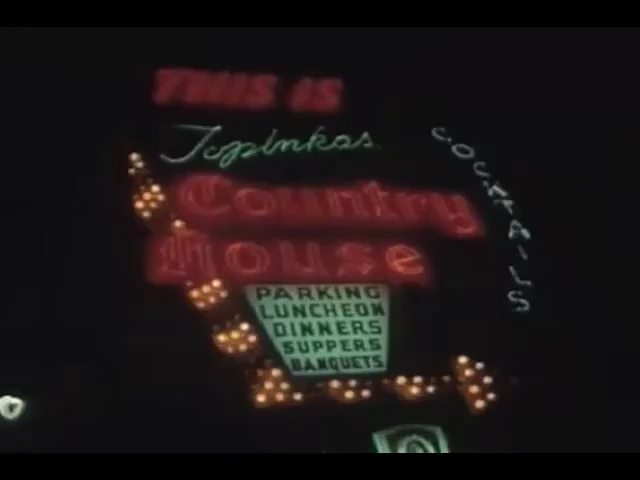 THIS IS
Topinkas
COCKTAILS
Country
House
PARKING
LUNCHEON
DINNERS
SUPPERS
BANQUETS